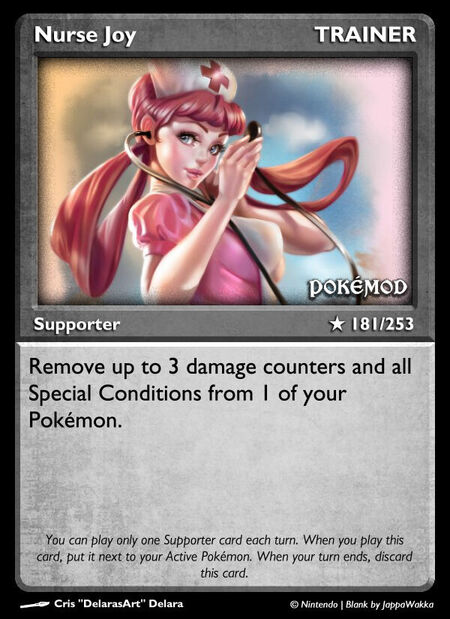 Nurse Joy TRAINER
POKÉMOD
Supporter ★ 181/253
Remove up to 3 damage counters and all
Special Conditions from 1 of your
Pokémon.
You can play only one Supporter card each turn. When you play this
card, put it next to your Active Pokémon. When your turn ends, discard
this card.
Cris "DelarasArt" Delara © Nintendo | Blank by JappaWakka